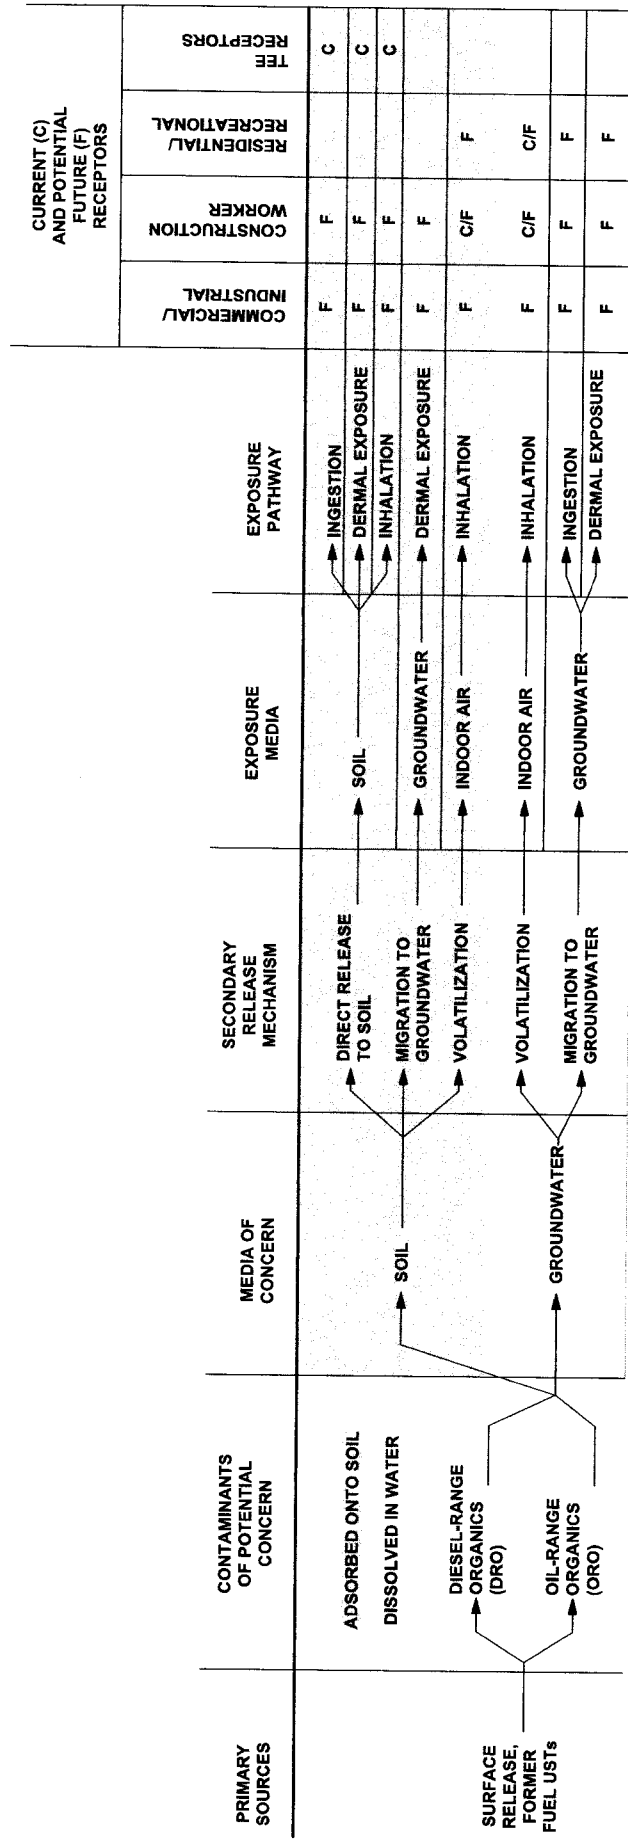 PRIMARY
SOURCES
CONTAMINANTS
OF POTENTIAL
CONCERN
MEDIA OF
CONCERN
SECONDARY
RELEASE
MECHANISM
EXPOSURE
MEDIA
EXPOSURE
PATHWAY
CURRENT (C)
AND POTENTIAL
FUTURE (F)
RECEPTORS
COMMERCIAL/
INDUSTRIAL
CONSTRUCTION
WORKER
RESIDENTIAL/
RECREATIONAL
TEE
RECEPTORS
SURFACE
RELEASE,
FORMER
FUEL USTs
ADSORBED ONTO SOIL
DISSOLVED IN WATER
DIESEL-RANGE
ORGANICS
(DRO)
OIL-RANGE
ORGANICS
(ORO)
SOIL
GROUNDWATER
DIRECT RELEASE
TO SOIL
MIGRATION TO
GROUNDWATER
VOLATILIZATION
VOLATILIZATION
MIGRATION TO
GROUNDWATER
SOIL
GROUNDWATER
INDOOR AIR
INDOOR AIR
GROUNDWATER
INGESTION F F C
DERMAL EXPOSURE F F C
INHALATION F F C
DERMAL EXPOSURE F F
INHALATION F C/F F
INHALATION F C/F C/F
INGESTION F F F
DERMAL EXPOSURE F F F